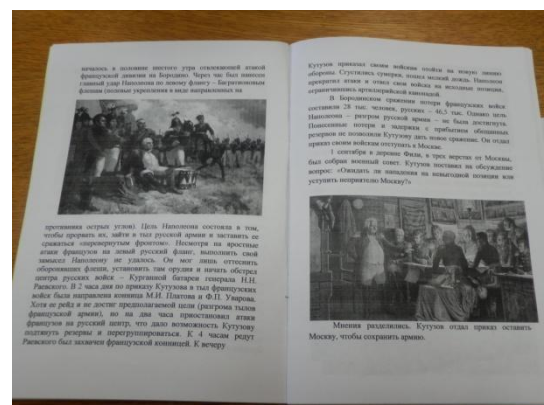 началось в половине шестого утра отвлекающей атакой
французской дивизии на Бородино. Через час был нанесен
главный удар Наполеона по левому флангу – Багратионовым
флешам (полевые укрепления в виде направленных на
противника острых углов). Цель Наполеона состояла в том,
чтобы прорвать их, зайти в тыл русской армии и заставить ее
сражаться «перевернутым фронтом». Несмотря на яростные
атаки французов на левый русский фланг, выполнить свой
замысел Наполеону не удалось. Он мог лишь оттеснить
оборонявших флеши, установить там орудия и начать обстрел
центра русских войск – Курганной батареи генерала Н.Н.
Раевского. В 2 часа дня по приказу Кутузова в тыл французских
войск была направлена конница М.И. Платова и Ф.П. Уварова.
Хотя ее рейд и не достиг предполагаемой цели (разгрома тылов
французской армии), но на два часа приостановил атаки
французов на русский центр, что дало возможность Кутузову
подтянуть резервы и перегруппироваться. К 4 часам редут
Раевского был захвачен французской конницей. К вечеру
Кутузов приказал своим войскам отойти на новую линию
обороны. Сгустились сумерки, пошел мелкий дождь. Наполеон
прекратил атаки и отвел свои войска на исходные позиции,
ограничившись артиллерийской канонадой.
В Бородинском сражении потери французских войск
составили 28 тыс. человек, русских – 46,5 тыс. Однако цель
Наполеона – разгром русской армии – не была достигнута.
Понесенные потери и задержка с прибытием обещанных
резервов не позволили Кутузову дать новое сражение. Он отдал
приказ своим войскам отступать к Москве.
1 сентября в деревне Фили, в трех верстах от Москвы,
был собран военный совет. Кутузов поставил на обсуждение
вопрос: «Ожидать ли нападения на невыгодной позиции или
уступить неприятелю Москву?»
Мнения разделились. Кутузов отдал приказ оставить
Москву, чтобы сохранить армию.